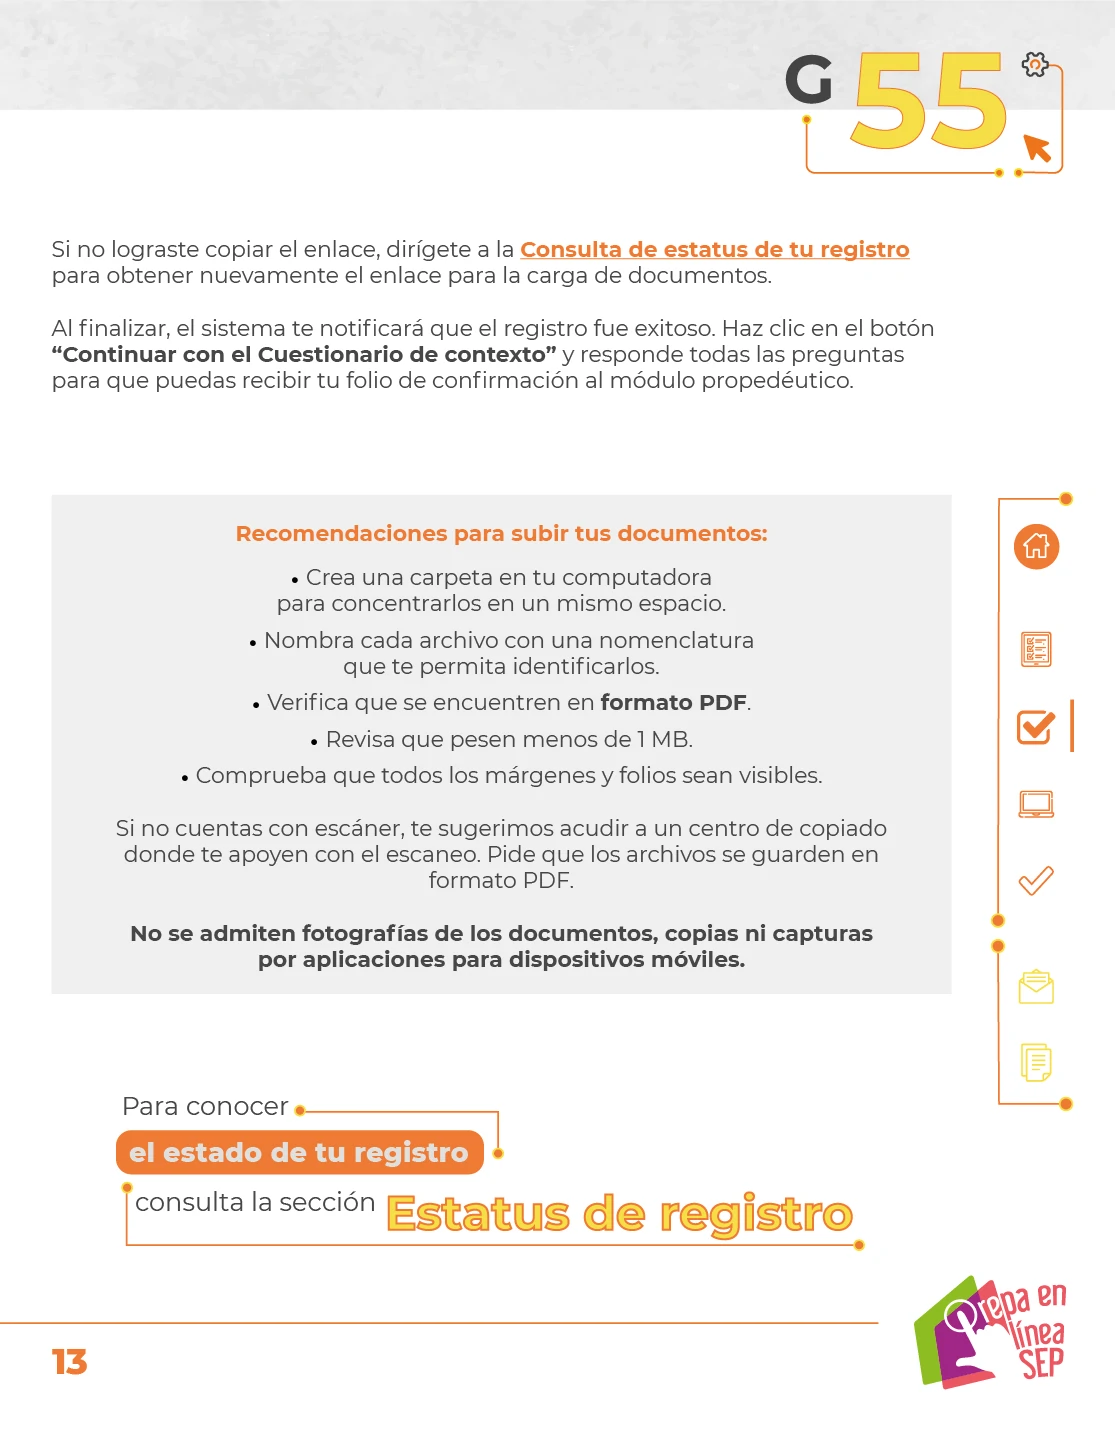 G 55
Si no lograste copiar el enlace, dirígete a la Consulta de estatus de tu registro
para obtener nuevamente el enlace para la carga de documentos.
Al finalizar, el sistema te notificará que el registro fue exitoso. Haz clic en el botón
“Continuar con el Cuestionario de contexto” y responde todas las preguntas
para que puedas recibir tu folio de confirmación al módulo propedéutico.
Recomendaciones para subir tus documentos:
• Crea una carpeta en tu computadora
para concentrarlos en un mismo espacio.
• Nombra cada archivo con una nomenclatura
que te permita identificarlos.
• Verifica que se encuentren en formato PDF.
• Revisa que pesen menos de 1 MB.
• Comprueba que todos los márgenes y folios sean visibles.
Si no cuentas con escáner, te sugerimos acudir a un centro de copiado
donde te apoyen con el escaneo. Pide que los archivos se guarden en
formato PDF.
No se admiten fotografías de los documentos, copias ni capturas
por aplicaciones para dispositivos móviles.
Para conocer
el estado de tu registro
consulta la sección Estatus de registro
Prepa en
línea
SEP
13